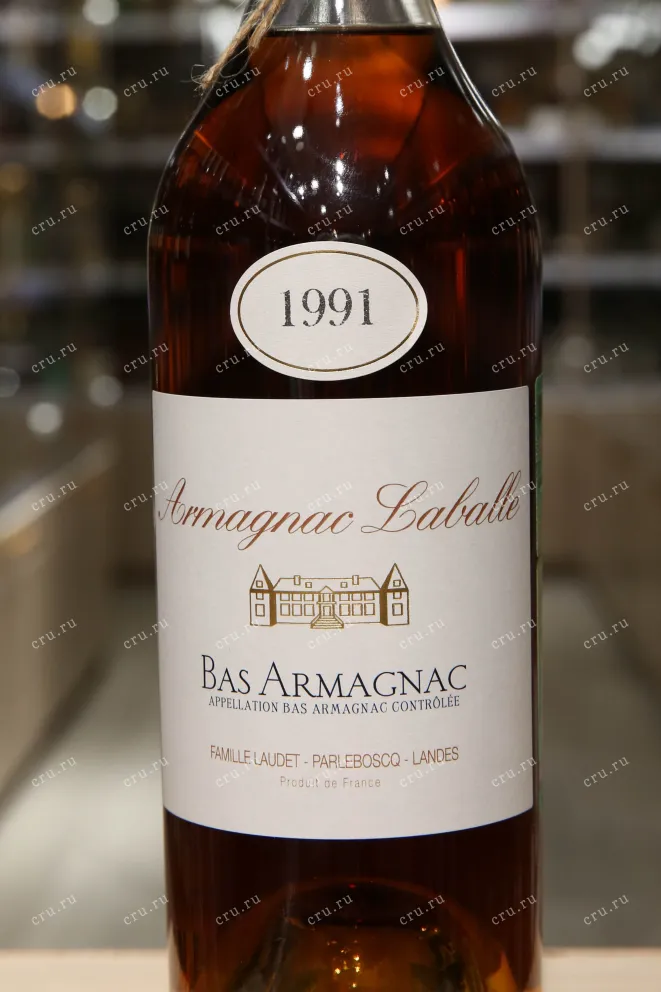 1991
Armagnac Laballe
BAS ARMAGNAC
APPELLATION BAS ARMAGNAC CONTRÔLÉE
FAMILLE LAUDET - PARLEBOSCQ - LANDES
Produit de France
cru.ru